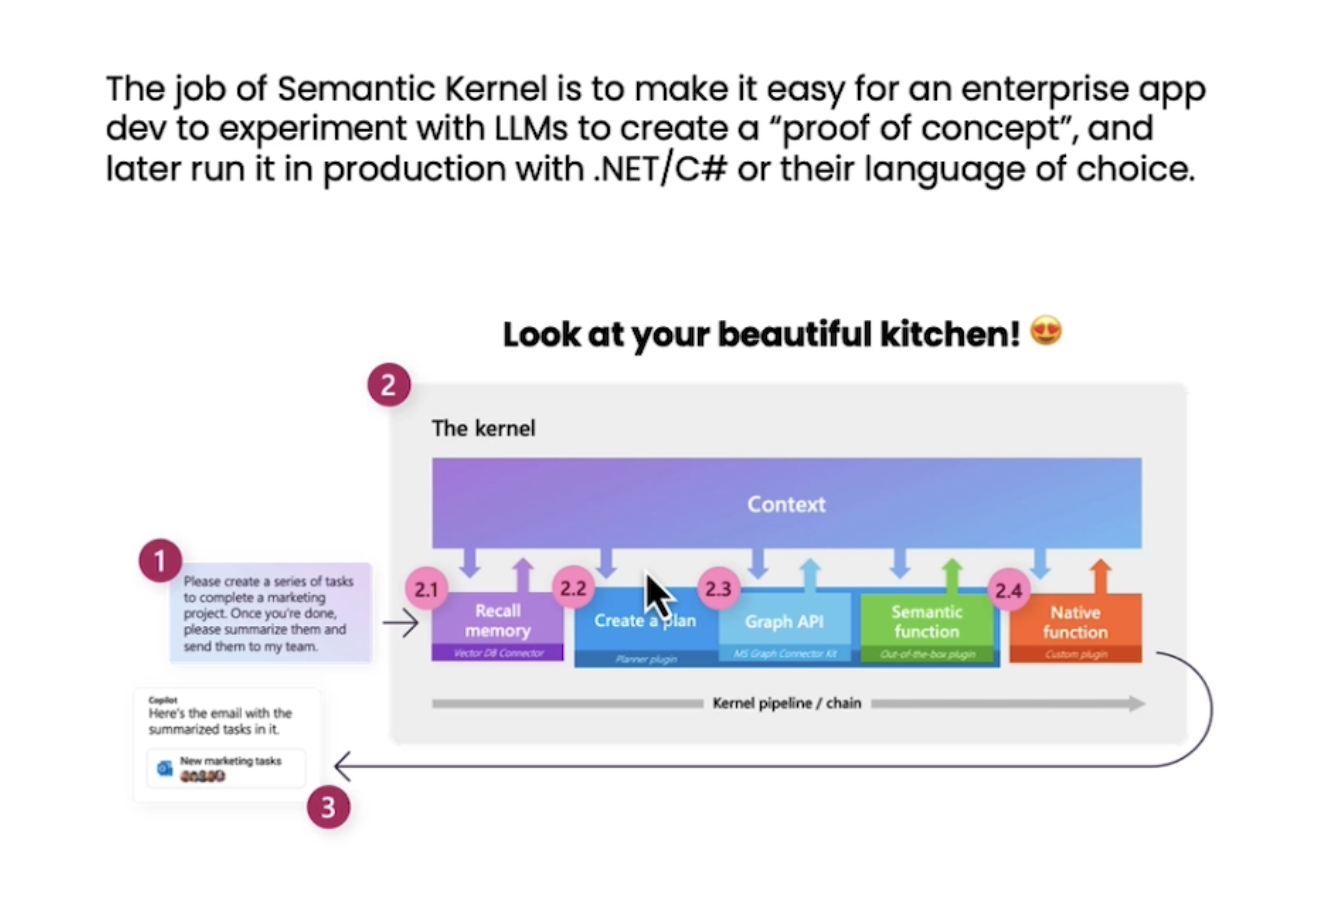 The job of Semantic Kernel is to make it easy for an enterprise app
dev to experiment with LLMs to create a “proof of concept”, and
later run it in production with .NET/C# or their language of choice.
Look at your beautiful kitchen! 😍
2
The kernel
Context
1
Please create a series of tasks
to complete a marketing
project. Once you're done,
please summarize them and
send them to my team.
2.1
Recall
memory
Vector DB Connector
2.2
Create a plan
Planner plugin
2.3
Graph API
MS Graph Connector Kit
Semantic
function
Out-of-the-box plugin
2.4
Native
function
Custom plugin
Kernel pipeline / chain
Copilot
Here's the email with the
summarized tasks in it.
New marketing tasks
3